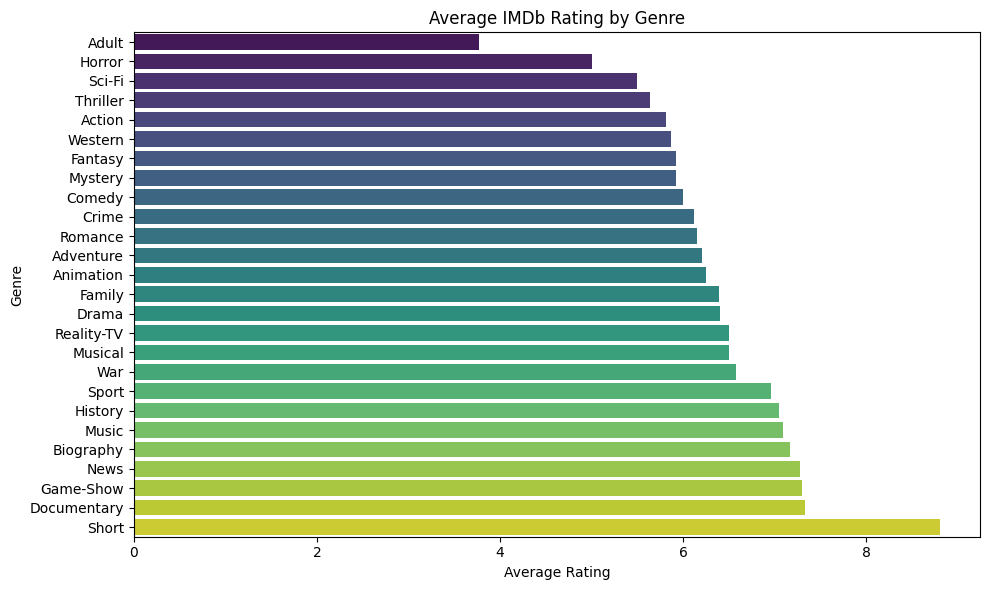 Average IMDb Rating by Genre
Genre
Adult
Horror
Sci-Fi
Thriller
Action
Western
Fantasy
Mystery
Comedy
Crime
Romance
Adventure
Animation
Family
Drama
Reality-TV
Musical
War
Sport
History
Music
Biography
News
Game-Show
Documentary
Short
0 2 4 6 8
Average Rating